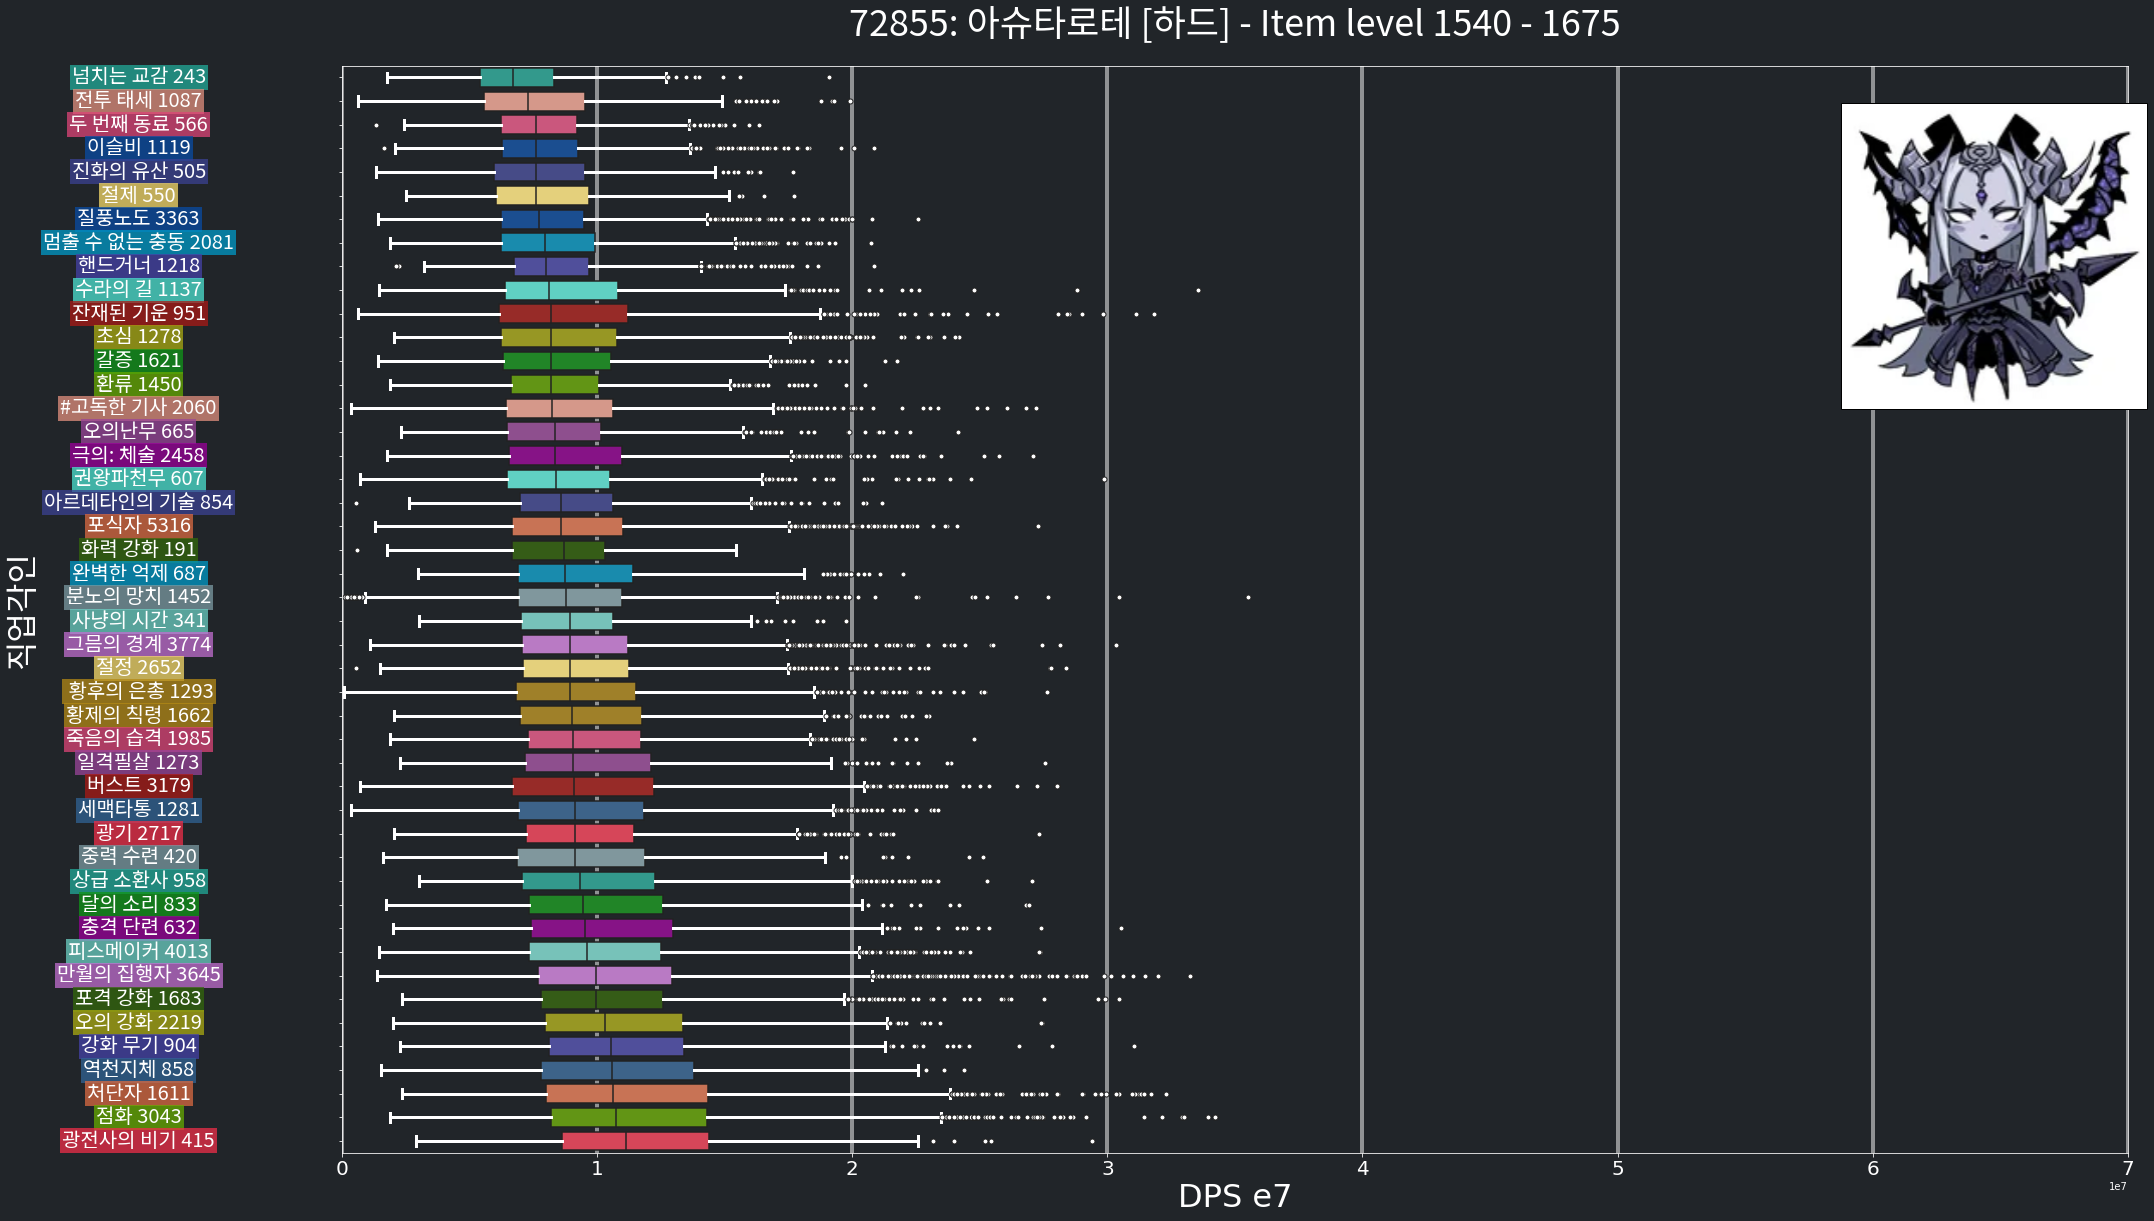 72855: 아슈타로테 [하드] - Item level 1540 - 1675
넘치는 교감 243
전투 태세 1087
두 번째 동료 566
이슬비 1119
진화의 유산 505
절제 550
질풍노도 3363
멈출 수 없는 충동 2081
핸드거너 1218
수라의 길 1137
잔재된 기운 951
초심 1278
갈증 1621
환류 1450
#고독한 기사 2060
오의난무 665
극의: 체술 2458
권왕파천무 607
아르데타인의 기술 854
포식자 5316
화력 강화 191
완벽한 억제 687
분노의 망치 1452
사냥의 시간 341
그믐의 경계 3774
절정 2652
황후의 은총 1293
황제의 칙령 1662
죽음의 습격 1985
일격필살 1273
버스트 3179
세맥타통 1281
광기 2717
중력 수련 420
상급 소환사 958
달의 소리 833
충격 단련 632
피스메이커 4013
만월의 집행자 3645
포격 강화 1683
오의 강화 2219
강화 무기 904
역천지체 858
처단자 1611
점화 3043
광전사의 비기 415
직업각인
0 1 2 3 4 5 6 7
1e7
DPS e7